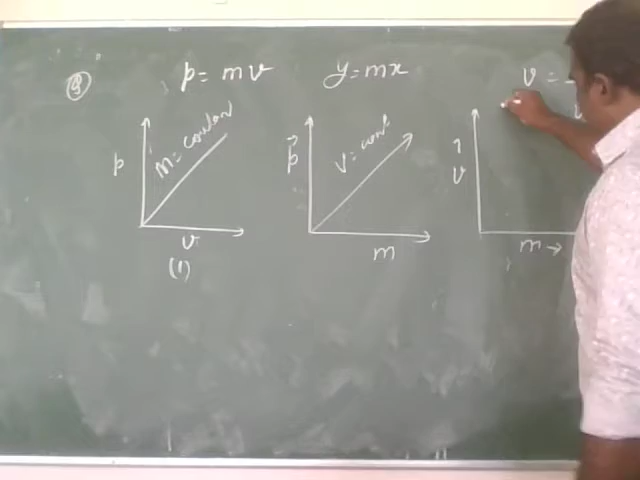 (3)
p = mv
y = mx
v =
p
M = constant
v
(1)
p
V = const
m
v
m →